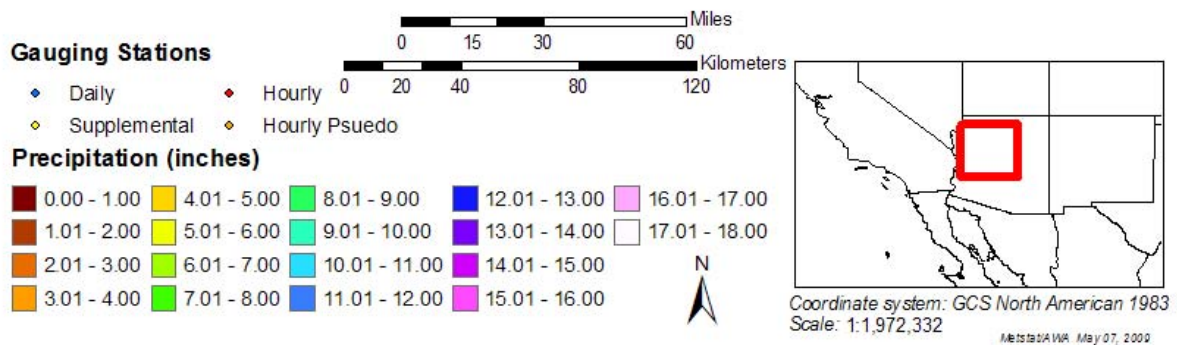 Miles
0 15 30 60
Kilometers
0 20 40 80 120
Gauging Stations
Daily Hourly
Supplemental Hourly Psuedo
Precipitation (inches)
0.00 - 1.00 4.01 - 5.00 8.01 - 9.00 12.01 - 13.00 16.01 - 17.00
1.01 - 2.00 5.01 - 6.00 9.01 - 10.00 13.01 - 14.00 17.01 - 18.00
2.01 - 3.00 6.01 - 7.00 10.01 - 11.00 14.01 - 15.00
3.01 - 4.00 7.01 - 8.00 11.01 - 12.00 15.01 - 16.00
N
Coordinate system: GCS North American 1983
Scale: 1:1,972,332
Metstat/AWA May 07, 2009